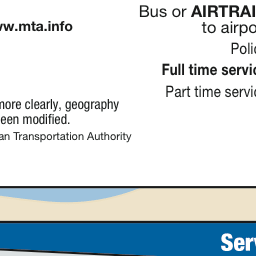 Bus or AIRTRAI
to airpo
ww.mta.info
Polic
Full time servic
Part time servic
more clearly, geography
een modified.
an Transportation Authority
Serv